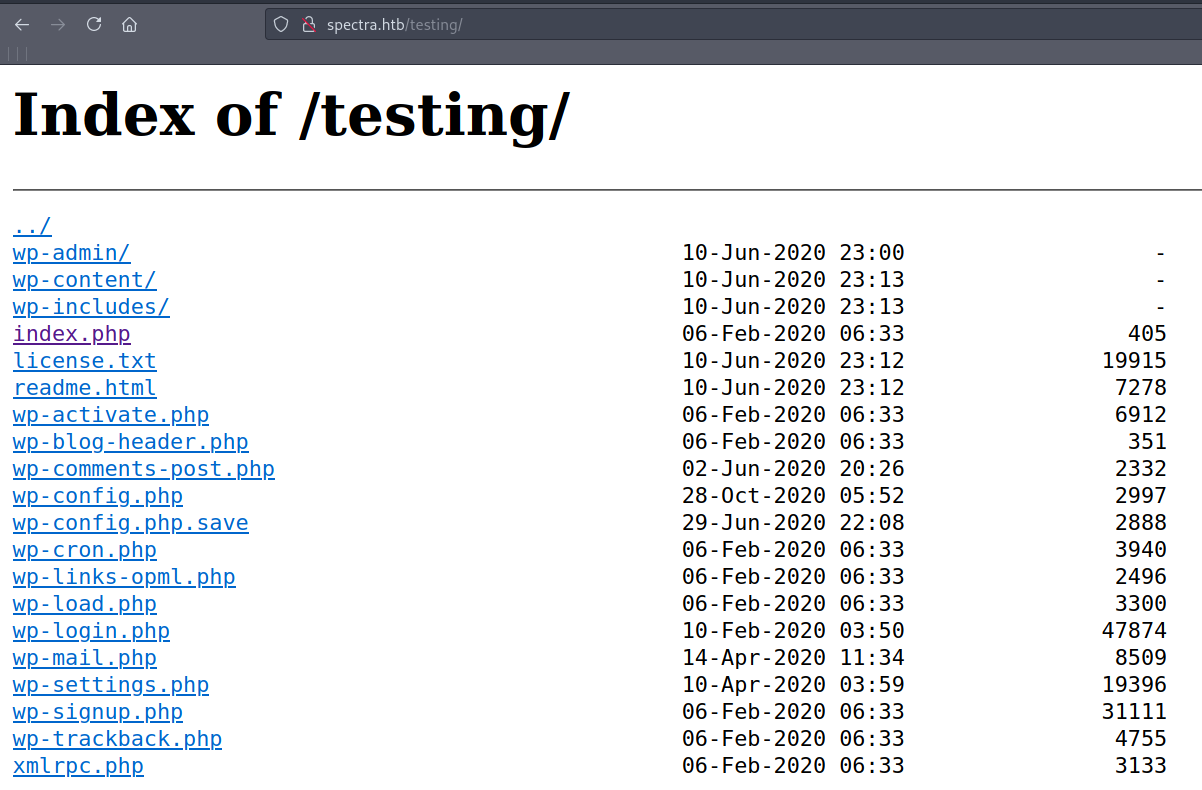 spectra.htb/testing/
Index of /testing/
../
wp-admin/ 10-Jun-2020 23:00 -
wp-content/ 10-Jun-2020 23:13 -
wp-includes/ 10-Jun-2020 23:13 -
index.php 06-Feb-2020 06:33 405
license.txt 10-Jun-2020 23:12 19915
readme.html 10-Jun-2020 23:12 7278
wp-activate.php 06-Feb-2020 06:33 6912
wp-blog-header.php 06-Feb-2020 06:33 351
wp-comments-post.php 02-Jun-2020 20:26 2332
wp-config.php 28-Oct-2020 05:52 2997
wp-config.php.save 29-Jun-2020 22:08 2888
wp-cron.php 06-Feb-2020 06:33 3940
wp-links-opml.php 06-Feb-2020 06:33 2496
wp-load.php 06-Feb-2020 06:33 3300
wp-login.php 10-Feb-2020 03:50 47874
wp-mail.php 14-Apr-2020 11:34 8509
wp-settings.php 10-Apr-2020 03:59 19396
wp-signup.php 06-Feb-2020 06:33 31111
wp-trackback.php 06-Feb-2020 06:33 4755
xmlrpc.php 06-Feb-2020 06:33 3133